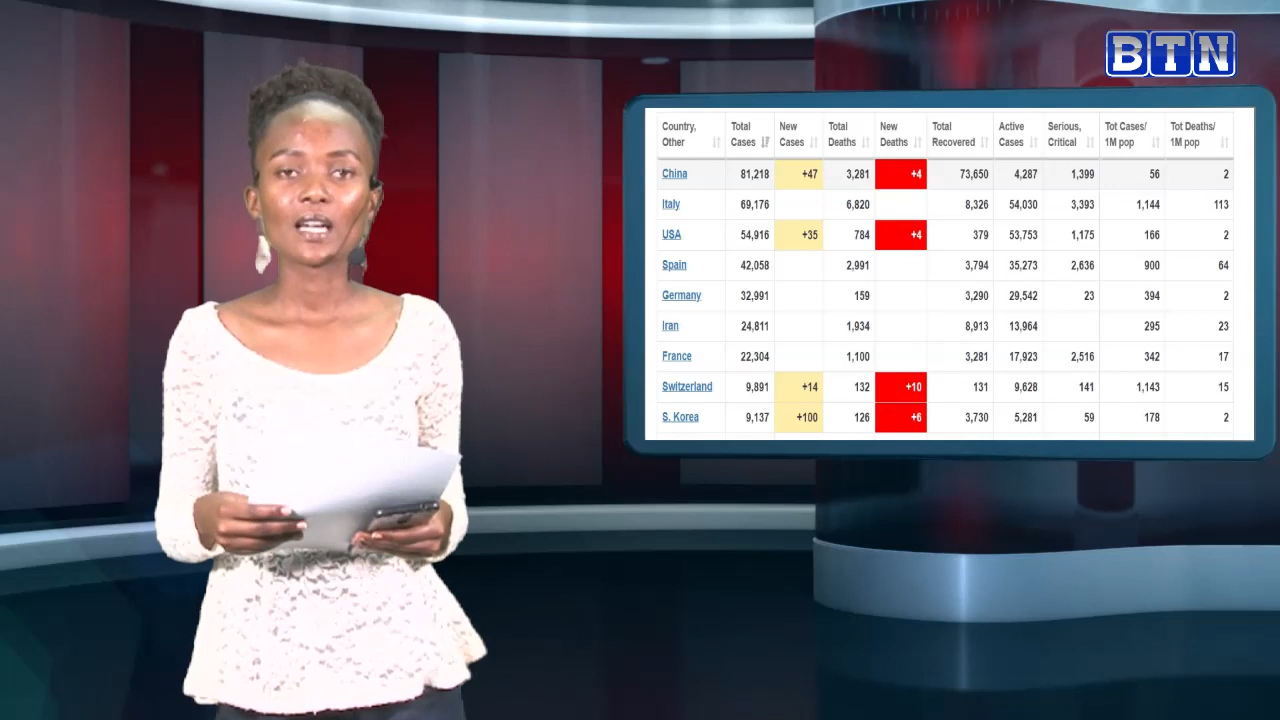 BTN
Country, Other Total Cases New Cases Total Deaths New Deaths Total Recovered Active Cases Serious, Critical Tot Cases/ 1M pop Tot Deaths/ 1M pop
China 81,218 +47 3,281 +4 73,650 4,287 1,399 56 2
Italy 69,176 6,820 8,326 54,030 3,393 1,144 113
USA 54,916 +35 784 +4 379 53,753 1,175 166 2
Spain 42,058 2,991 3,794 35,273 2,636 900 64
Germany 32,991 159 3,290 29,542 23 394 2
Iran 24,811 1,934 8,913 13,964 295 23
France 22,304 1,100 3,281 17,923 2,516 342 17
Switzerland 9,891 +14 132 +10 131 9,628 141 1,143 15
S. Korea 9,137 +100 126 +6 3,730 5,281 59 178 2